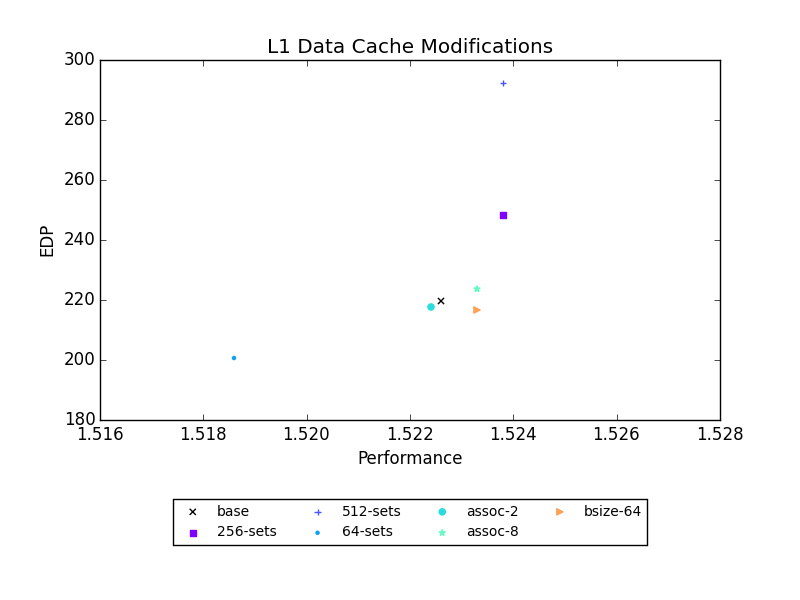 L1 Data Cache Modifications
300
280
260
240
220
200
180
EDP
1.516 1.518 1.520 1.522 1.524 1.526 1.528
Performance
base 512-sets assoc-2 bsize-64
256-sets 64-sets assoc-8